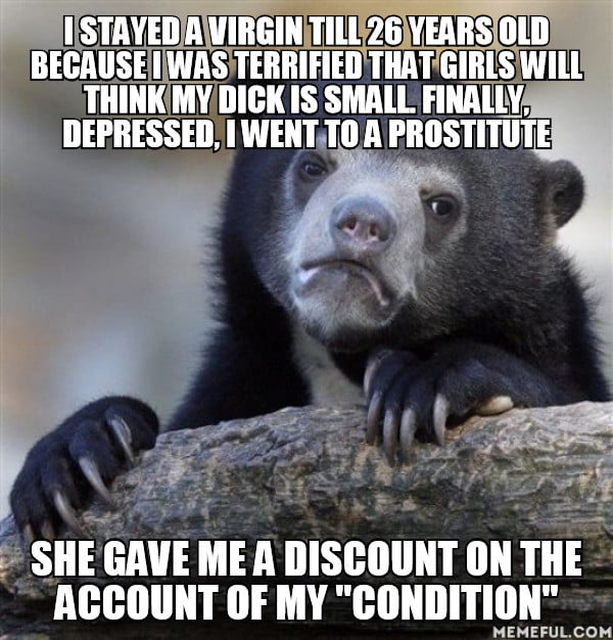 I STAYED A VIRGIN TILL 26 YEARS OLD
BECAUSE I WAS TERRIFIED THAT GIRLS WILL
THINK MY DICK IS SMALL. FINALLY,
DEPRESSED, I WENT TO A PROSTITUTE
SHE GAVE ME A DISCOUNT ON THE
ACCOUNT OF MY "CONDITION"
MEMEFUL.COM